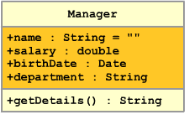 Manager
+name : String = ""
+salary : double
+birthDate : Date
+department : String
+getDetails() : String